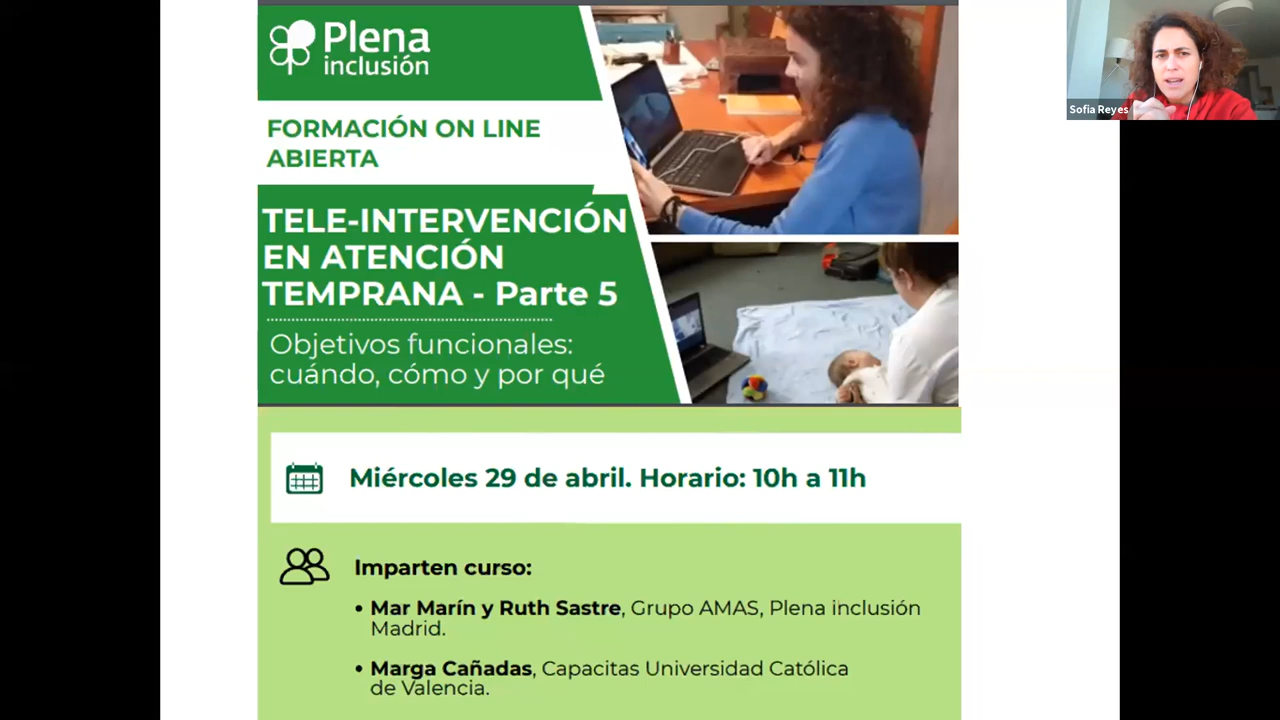 Plena
inclusión
FORMACIÓN ON LINE
ABIERTA
TELE-INTERVENCIÓN
EN ATENCIÓN
TEMPRANA - Parte 5
Objetivos funcionales:
cuándo, cómo y por qué
Miércoles 29 de abril. Horario: 10h a 11h
Imparten curso:
• Mar Marín y Ruth Sastre, Grupo AMAS, Plena inclusión
Madrid.
• Marga Cañadas, Capacitas Universidad Católica
de Valencia.
Sofia Reyes